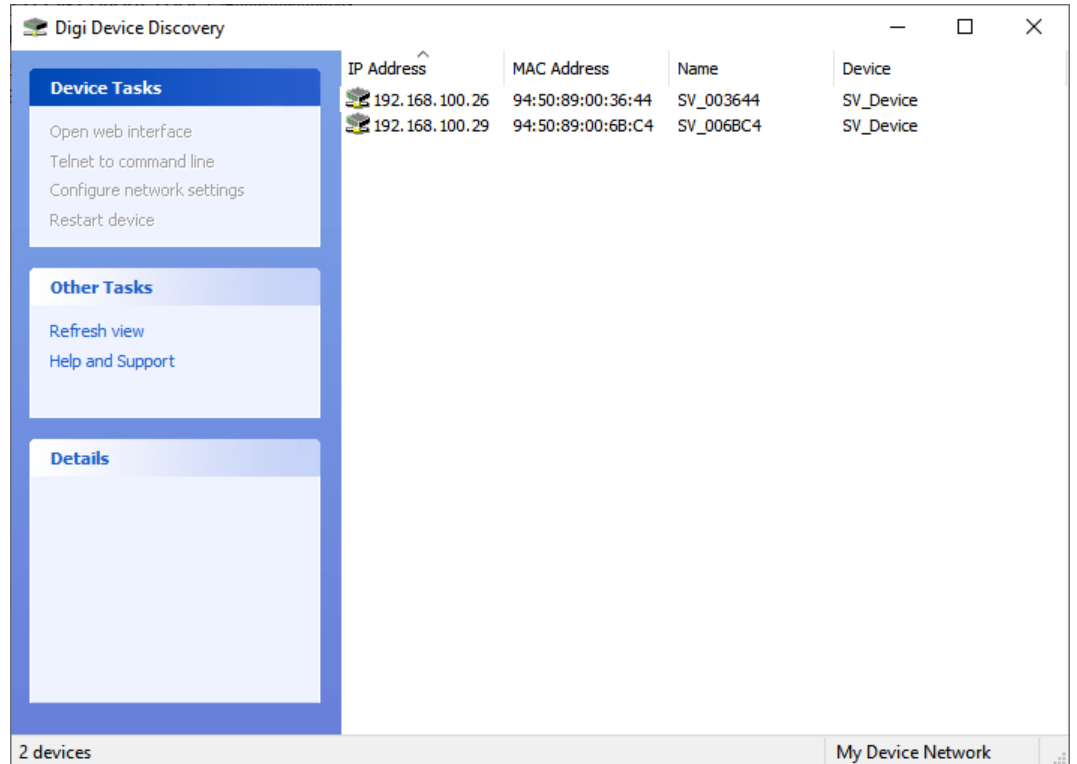 Digi Device Discovery
Device Tasks
Open web interface
Telnet to command line
Configure network settings
Restart device
Other Tasks
Refresh view
Help and Support
Details
IP Address MAC Address Name Device
192.168.100.26 94:50:89:00:36:44 SV_003644 SV_Device
192.168.100.29 94:50:89:00:6B:C4 SV_006BC4 SV_Device
2 devices My Device Network